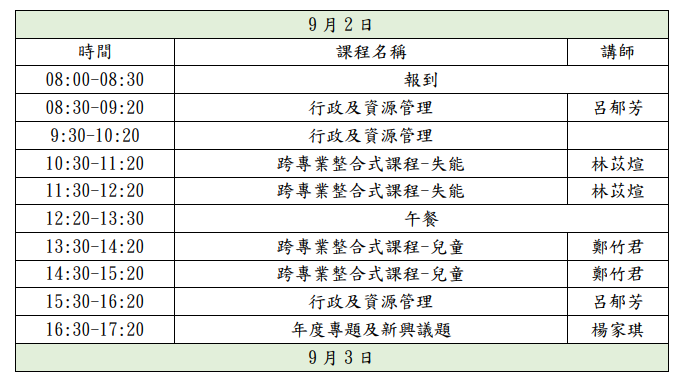 9月2日
時間 課程名稱 講師
08:00-08:30 報到
08:30-09:20 行政及資源管理 呂郁芳
9:30-10:20 行政及資源管理
10:30-11:20 跨專業整合式課程-失能 林苡煊
11:30-12:20 跨專業整合式課程-失能 林苡煊
12:20-13:30 午餐
13:30-14:20 跨專業整合式課程-兒童 鄭竹君
14:30-15:20 跨專業整合式課程-兒童 鄭竹君
15:30-16:20 行政及資源管理 呂郁芳
16:30-17:20 年度專題及新興議題 楊家琪
9月3日